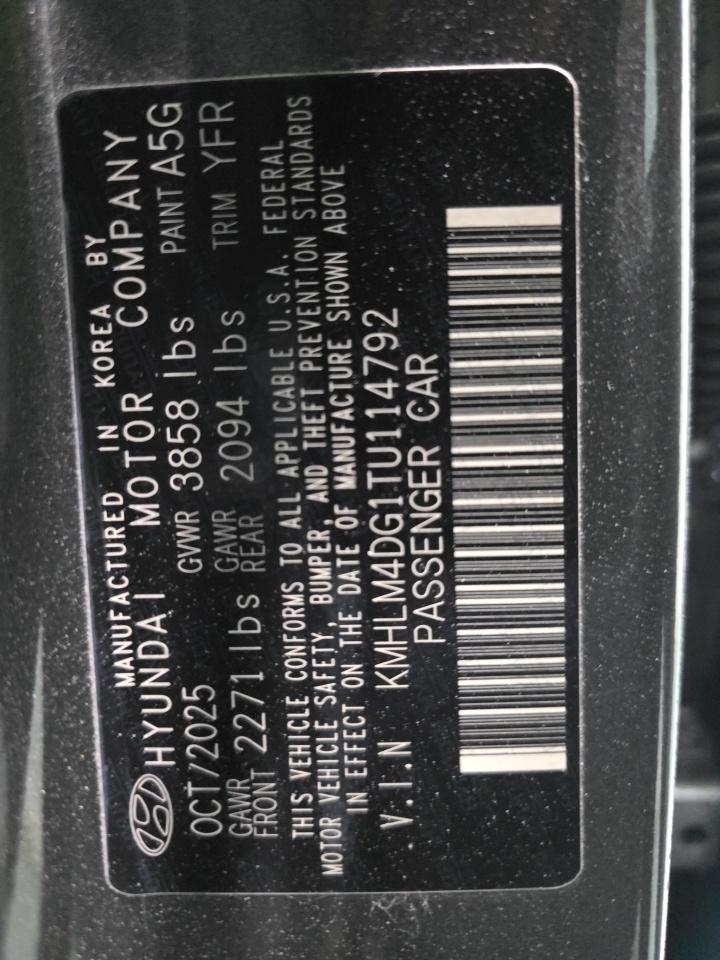 MANUFACTURED IN KOREA BY
HYUNDAI MOTOR COMPANY
OCT/2025 GVWR 3858 lbs PAINT A5G
GAWR FRONT 2271 lbs GAWR REAR 2094 lbs TRIM YFR
THIS VEHICLE CONFORMS TO ALL APPLICABLE U.S.A. FEDERAL
MOTOR VEHICLE SAFETY, BUMPER, AND THEFT PREVENTION STANDARDS
IN EFFECT ON THE DATE OF MANUFACTURE SHOWN ABOVE
V.I.N KMHLM4DG1TU114792
PASSENGER CAR